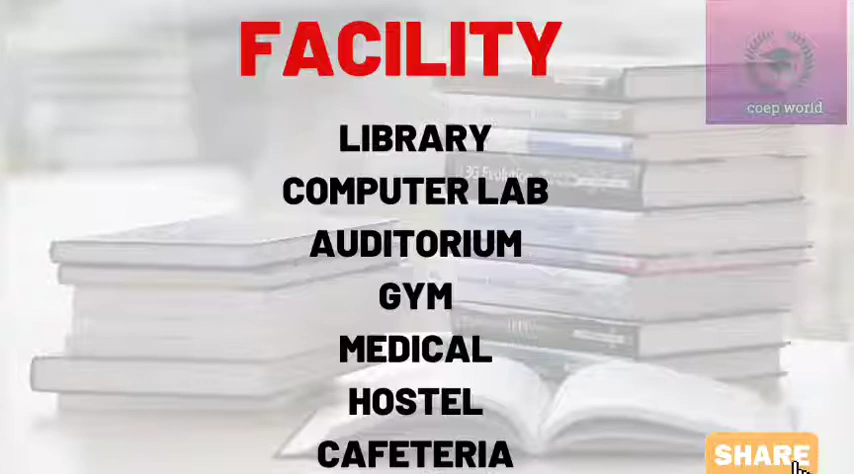 FACILITY
coep world
LIBRARY
COMPUTER LAB
AUDITORIUM
GYM
MEDICAL
HOSTEL
CAFETERIA
SHARE